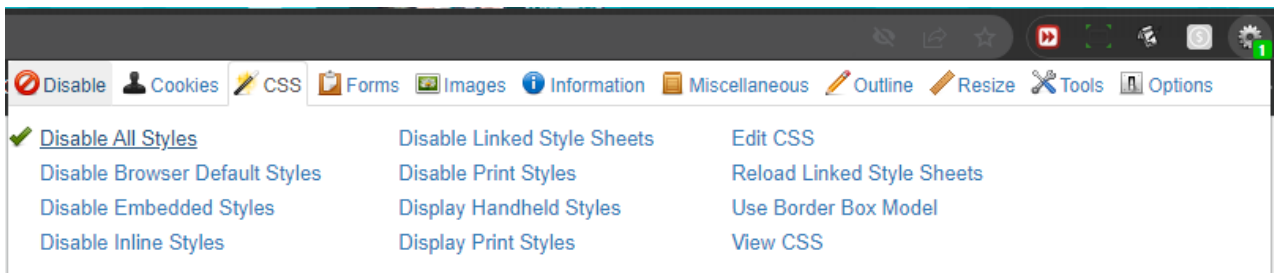 1
Disable Cookies CSS Forms Images Information Miscellaneous Outline Resize Tools Options
Disable All Styles Disable Linked Style Sheets Edit CSS
Disable Browser Default Styles Disable Print Styles Reload Linked Style Sheets
Disable Embedded Styles Display Handheld Styles Use Border Box Model
Disable Inline Styles Display Print Styles View CSS